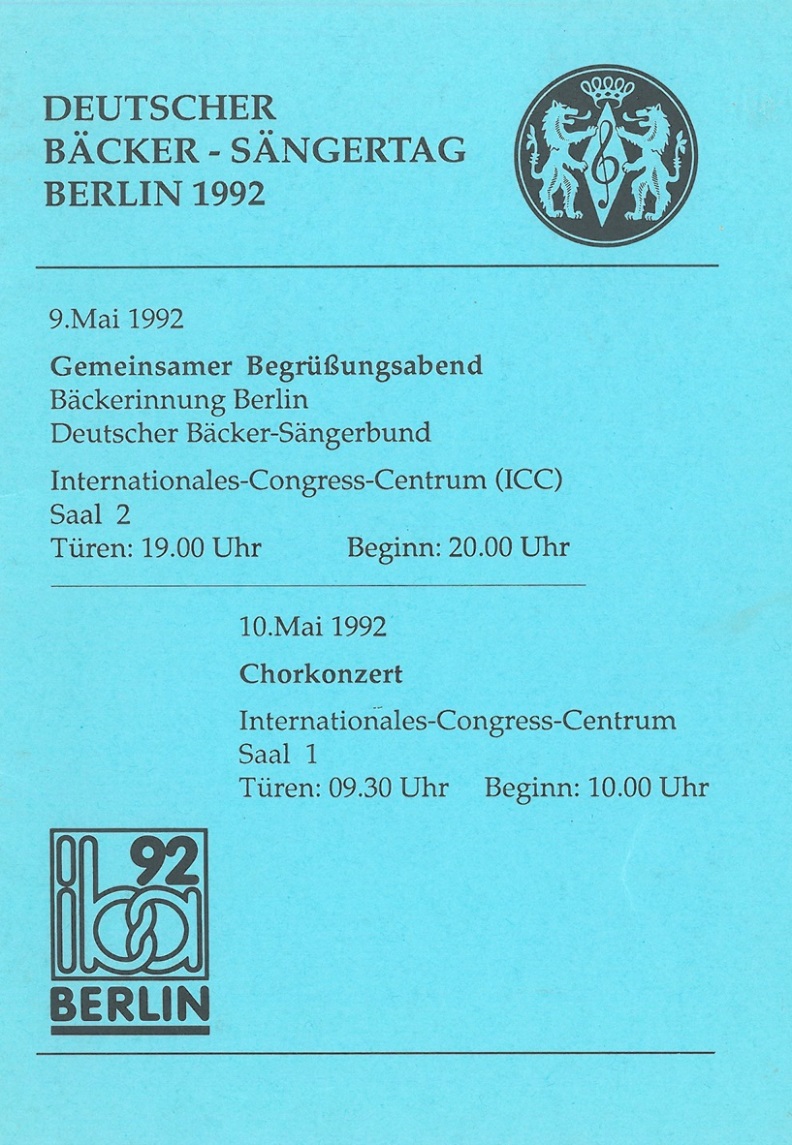 DEUTSCHER
BÄCKER - SÄNGERTAG
BERLIN 1992
9.Mai 1992
Gemeinsamer Begrüßungsabend
Bäckerinnung Berlin
Deutscher Bäcker-Sängerbund
Internationales-Congress-Centrum (ICC)
Saal 2
Türen: 19.00 Uhr Beginn: 20.00 Uhr
10.Mai 1992
Chorkonzert
Internationales-Congress-Centrum
Saal 1
Türen: 09.30 Uhr Beginn: 10.00 Uhr
92
iba
BERLIN